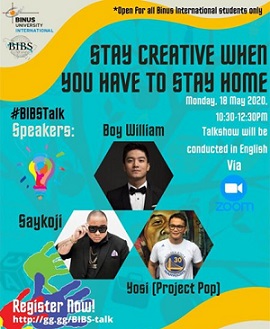 *Open For all Binus International students only
BINUS
UNIVERSITY
INTERNATIONAL
BIBS
STAY CREATIVE WHEN
YOU HAVE TO STAY HOME
Monday, 18 May 2020,
10:30-12:30PM
Talkshow will be
conducted in English
Via
zoom
#BIBSTalk
Speakers:
Boy William
Saykoji
30
Yosi (Project Pop)
Register Now!
http://gg.gg/BIBS-talk